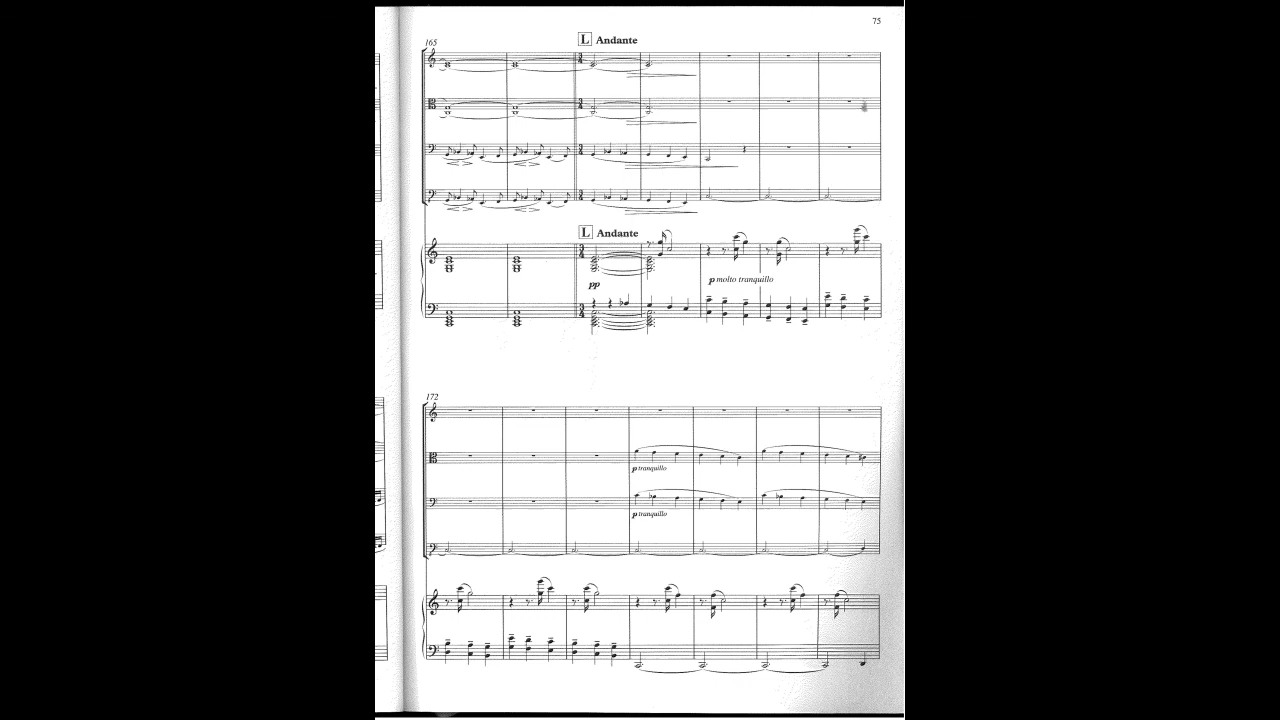 75
165
L Andante
L Andante
pp
p molto tranquillo
172
p tranquillo
p tranquillo